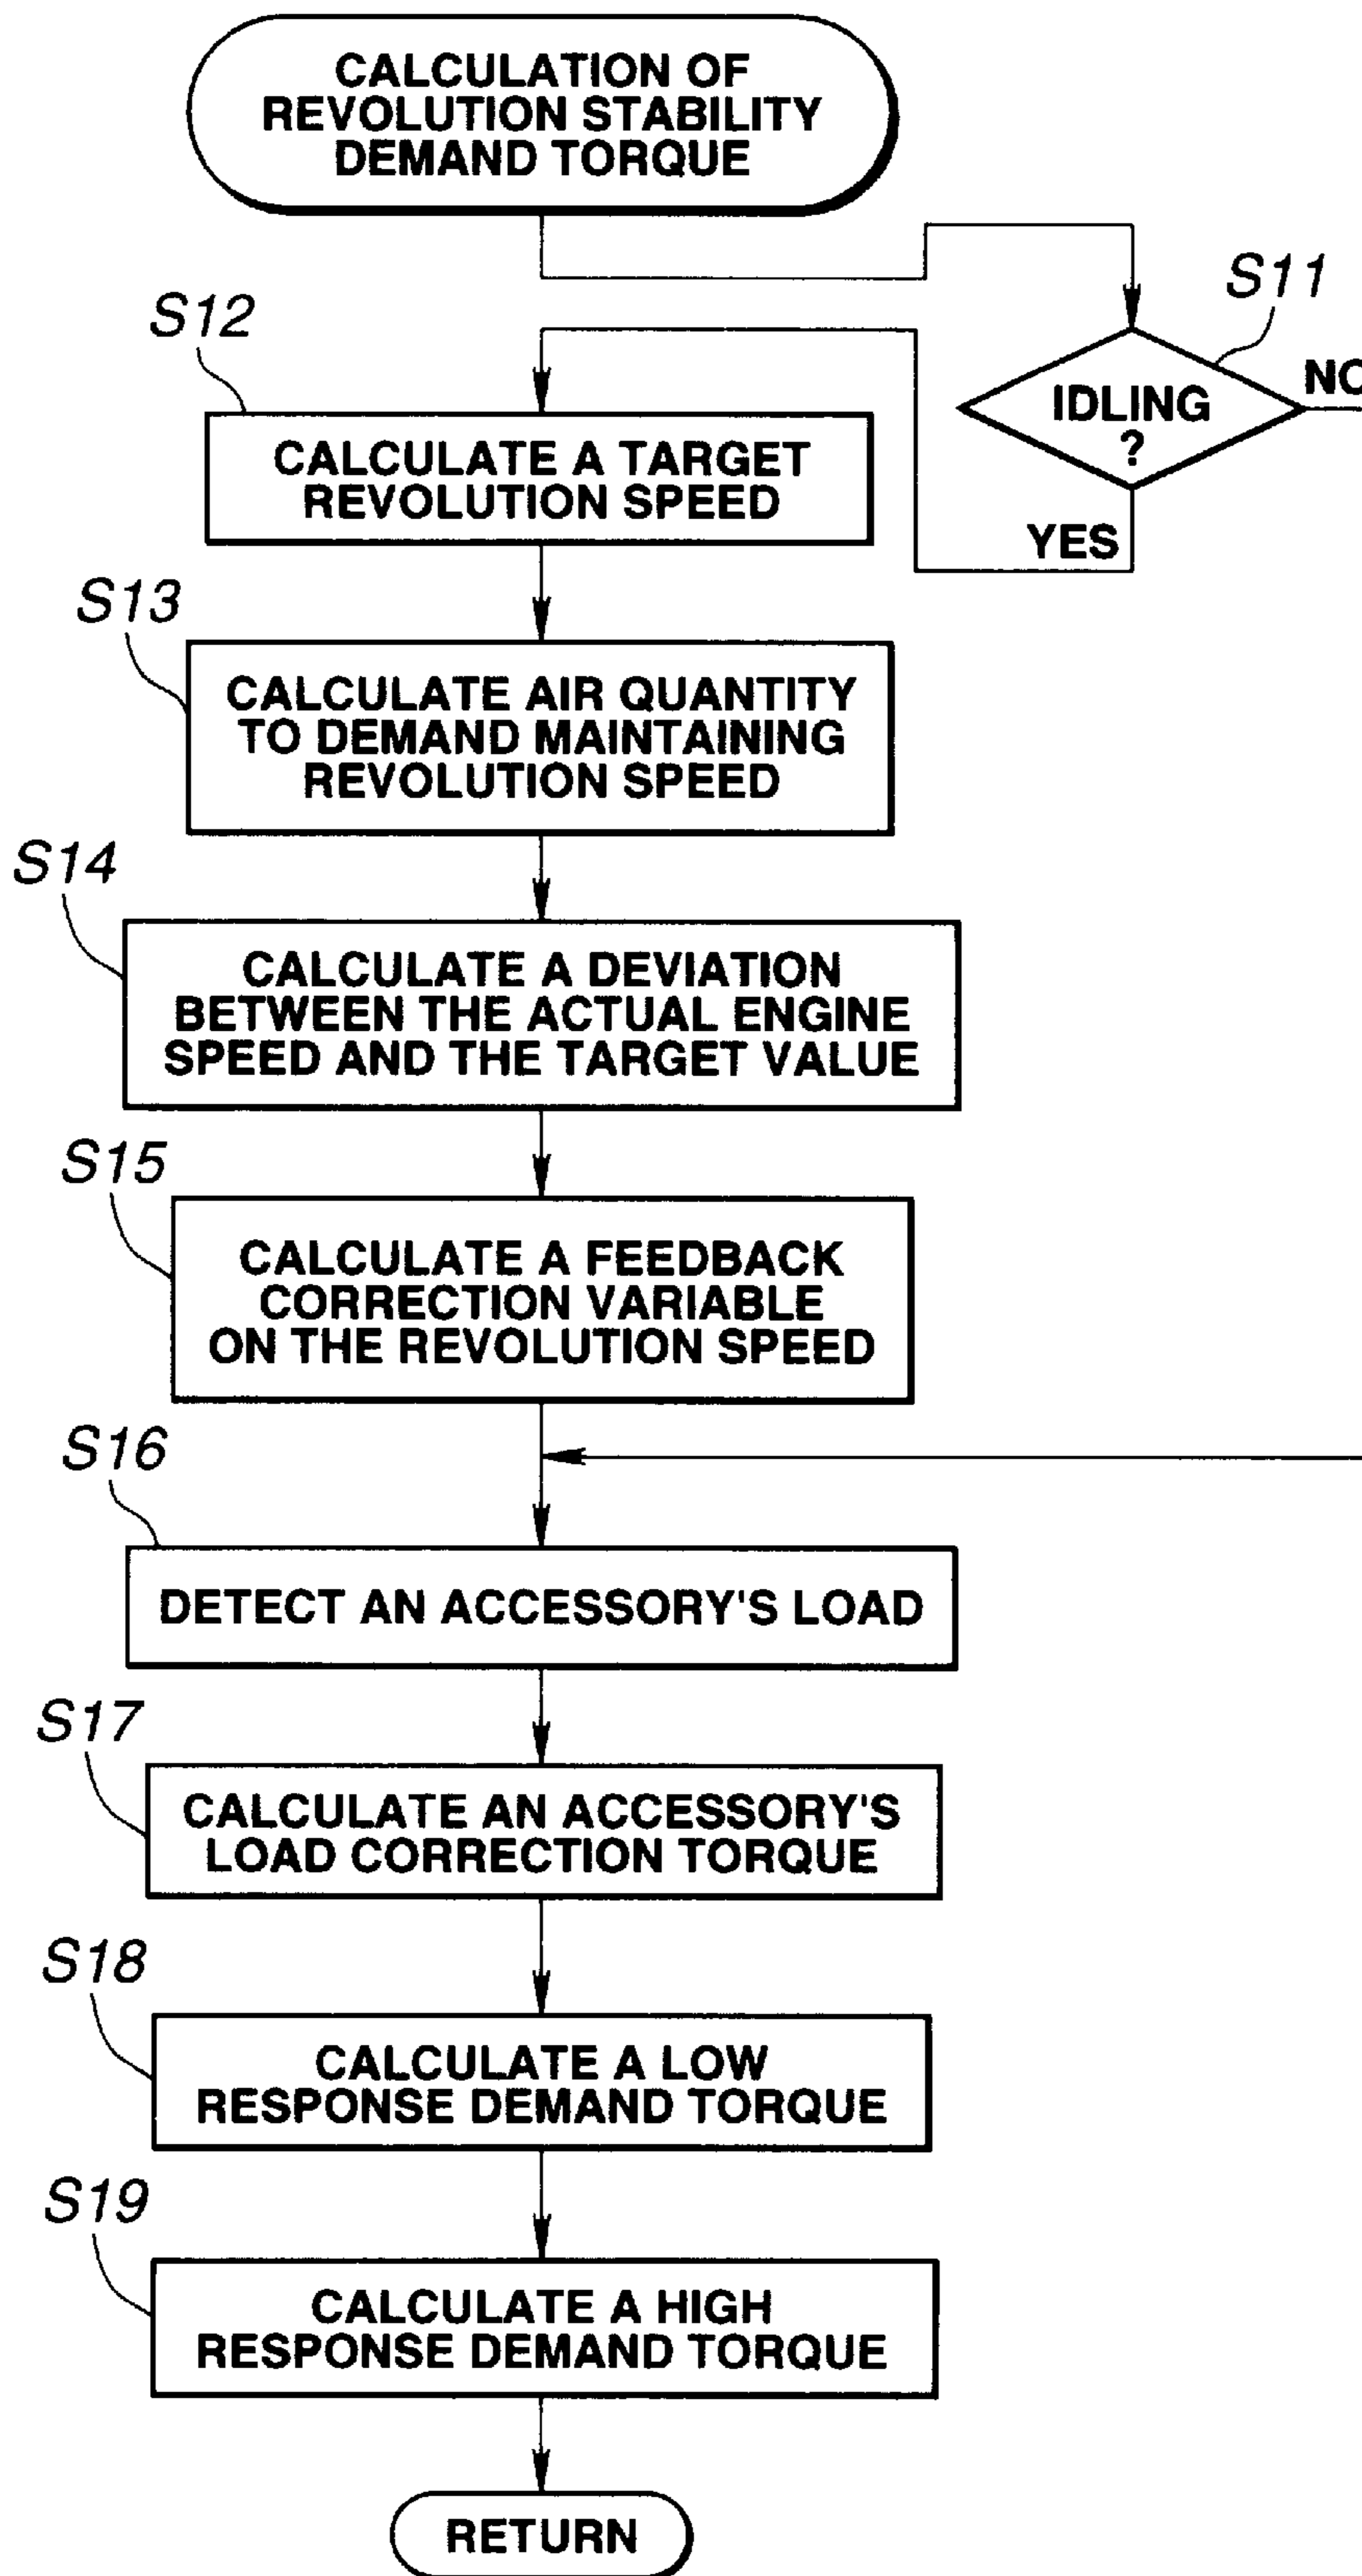 CALCULATION OF
REVOLUTION STABILITY
DEMAND TORQUE
S11
IDLING
?
NO
YES
S12
CALCULATE A TARGET
REVOLUTION SPEED
S13
CALCULATE AIR QUANTITY
TO DEMAND MAINTAINING
REVOLUTION SPEED
S14
CALCULATE A DEVIATION
BETWEEN THE ACTUAL ENGINE
SPEED AND THE TARGET VALUE
S15
CALCULATE A FEEDBACK
CORRECTION VARIABLE
ON THE REVOLUTION SPEED
S16
DETECT AN ACCESSORY'S LOAD
S17
CALCULATE AN ACCESSORY'S
LOAD CORRECTION TORQUE
S18
CALCULATE A LOW
RESPONSE DEMAND TORQUE
S19
CALCULATE A HIGH
RESPONSE DEMAND TORQUE
RETURN